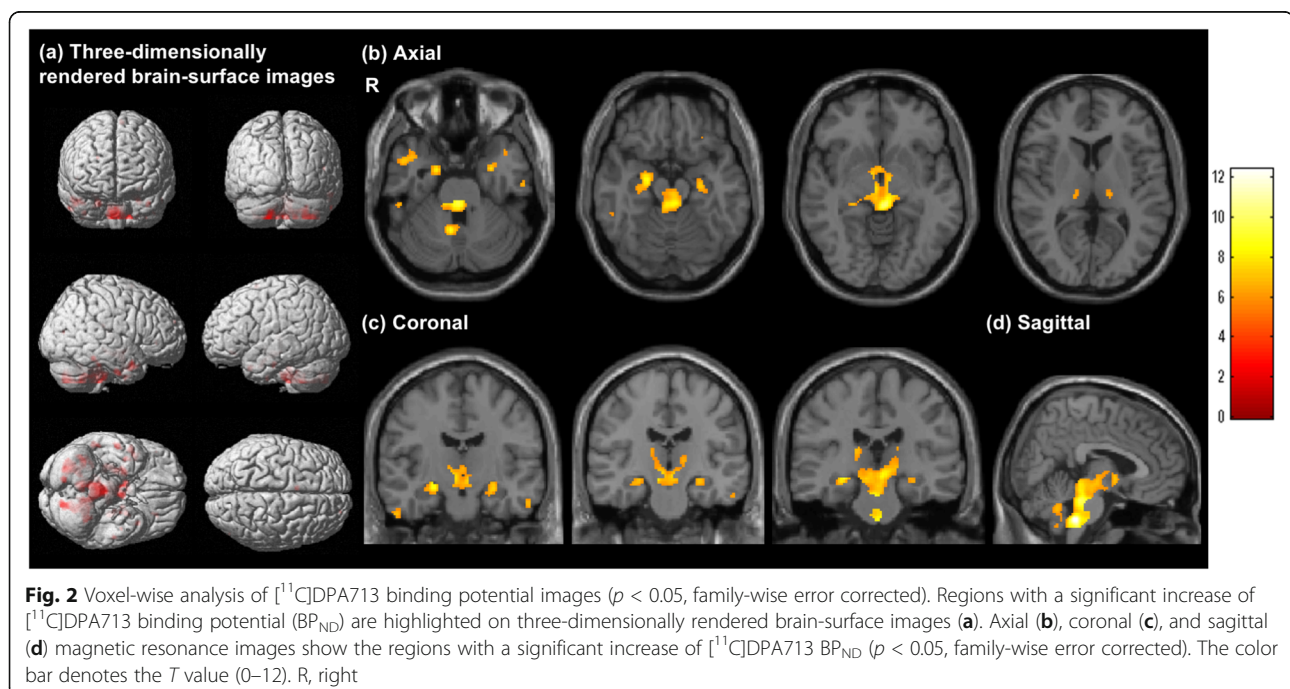 (a) Three-dimensionally
rendered brain-surface images
(b) Axial
R
(c) Coronal
(d) Sagittal
12
10
8
6
4
2
0
Fig. 2 Voxel-wise analysis of [¹¹C]DPA713 binding potential images (p < 0.05, family-wise error corrected). Regions with a significant increase of
[¹¹C]DPA713 binding potential (BP_ND) are highlighted on three-dimensionally rendered brain-surface images (a). Axial (b), coronal (c), and sagittal
(d) magnetic resonance images show the regions with a significant increase of [¹¹C]DPA713 BP_ND (p < 0.05, family-wise error corrected). The color
bar denotes the T value (0–12). R, right